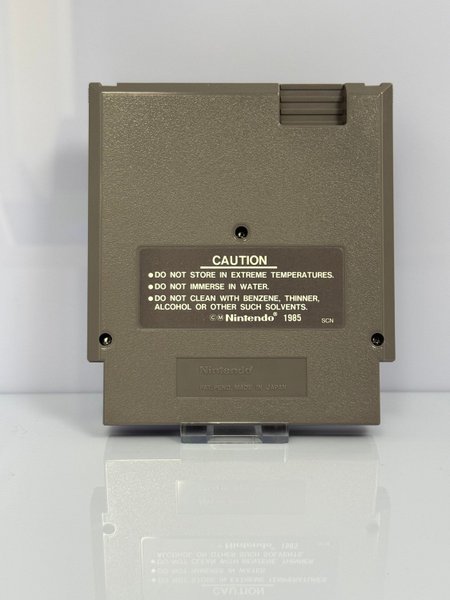 CAUTION
●DO NOT STORE IN EXTREME TEMPERATURES.
●DO NOT IMMERSE IN WATER.
●DO NOT CLEAN WITH BENZENE, THINNER,
ALCOHOL OR OTHER SUCH SOLVENTS.
©Ⓜ Nintendo® 1985 SCN
Nintendo®
PAT. PEND. MADE IN JAPAN